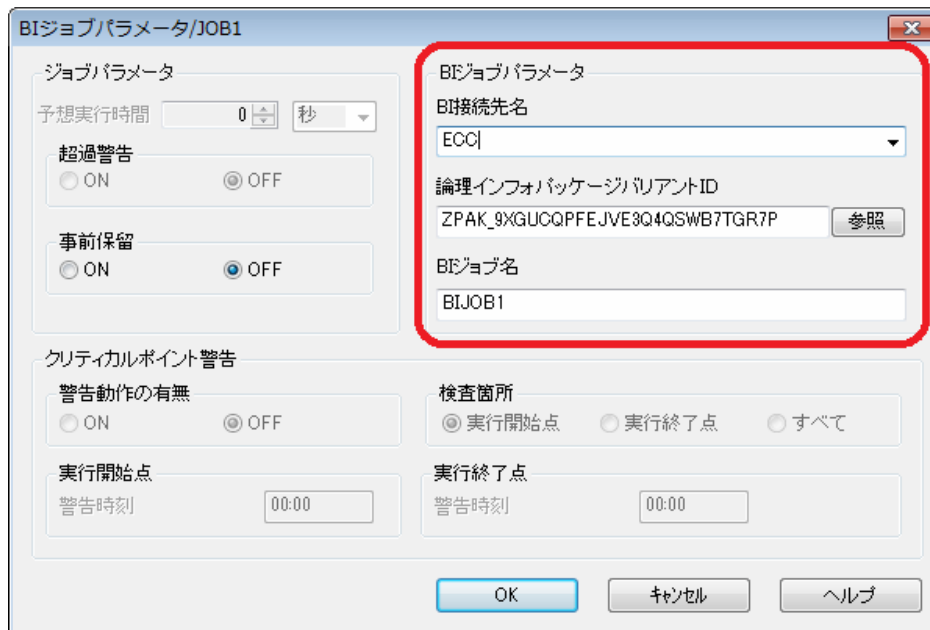 BIジョブパラメータ/JOB1
ジョブパラメータ
予想実行時間 0 秒
超過警告
ON OFF
事前保留
ON OFF
BIジョブパラメータ
BI接続先名
ECC
論理インフォパッケージバリアントID
ZPAK_9XGUCQPFEJVE3Q4QSWB7TGR7P 参照
BIジョブ名
BIJOB1
クリティカルポイント警告
警告動作の有無
ON OFF
検査箇所
実行開始点 実行終了点 すべて
実行開始点
警告時刻 00:00
実行終了点
警告時刻 00:00
OK キャンセル ヘルプ